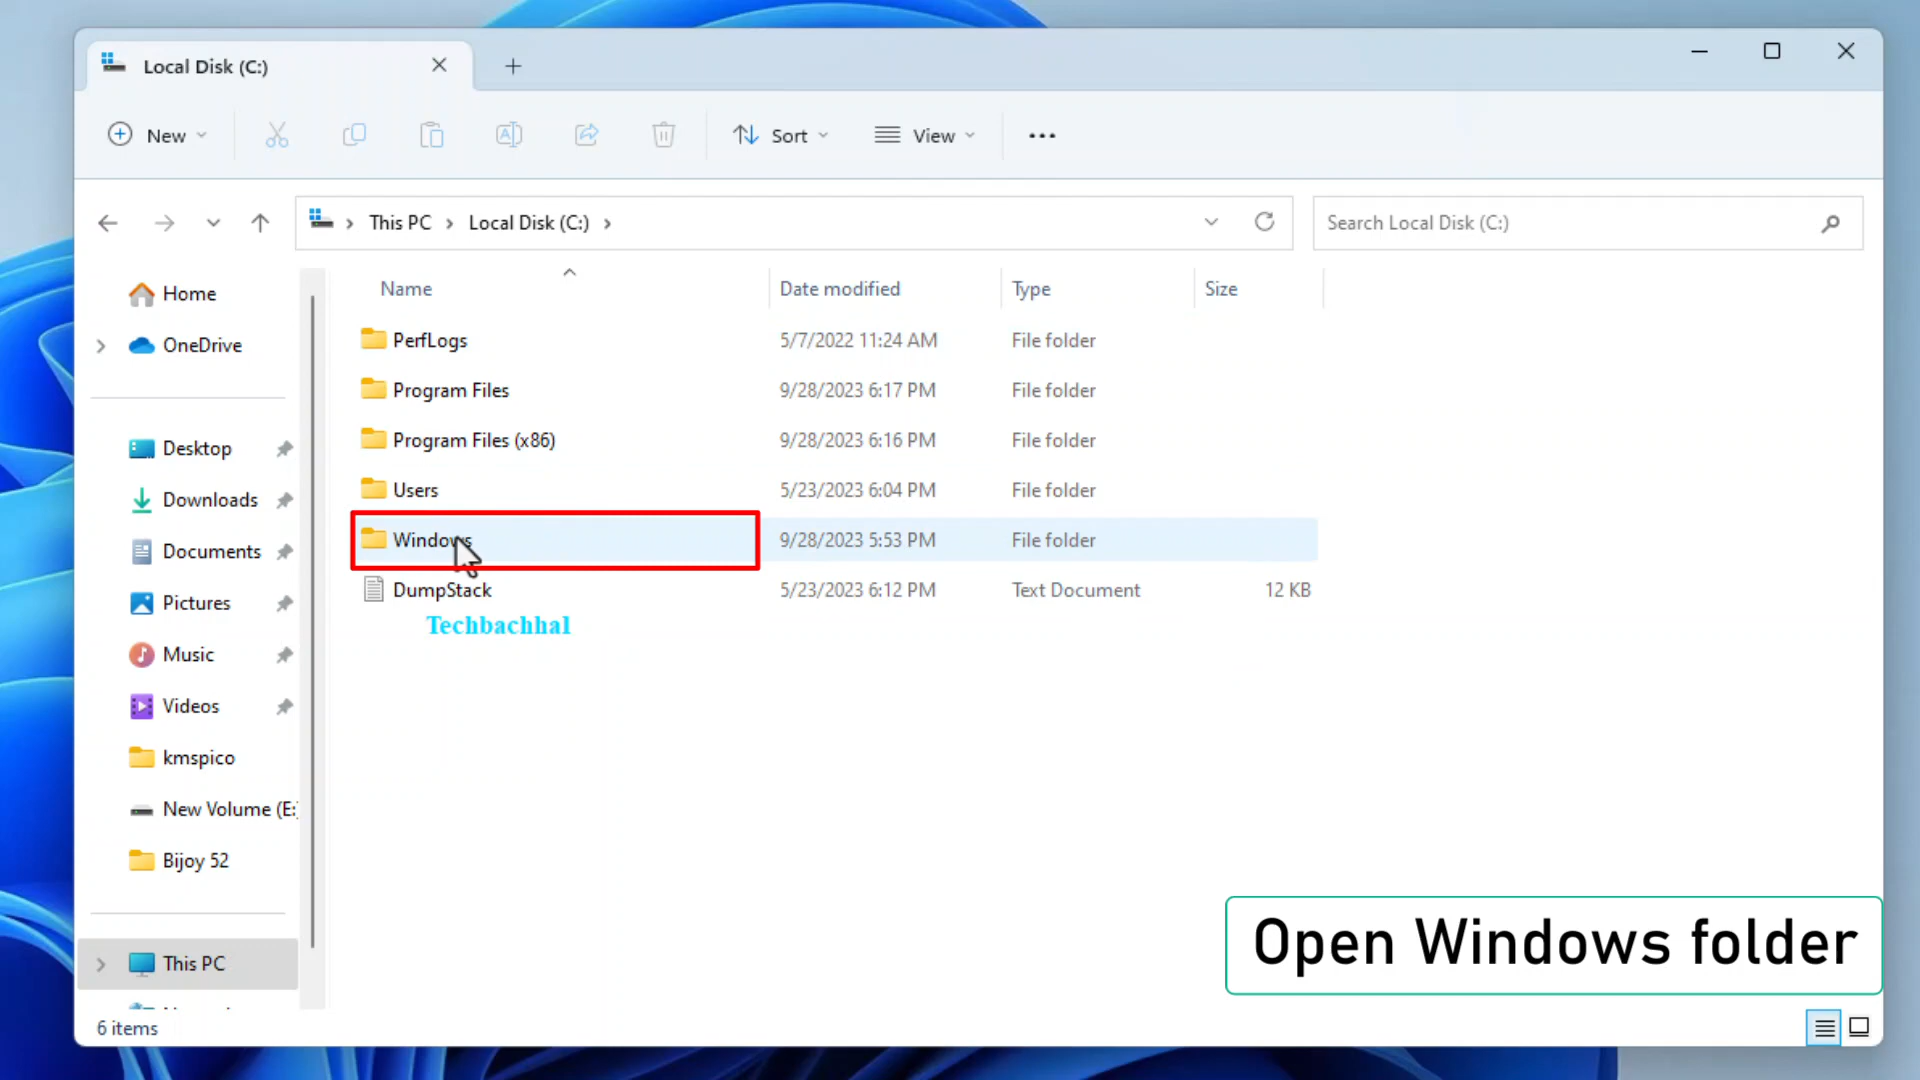 Local Disk (C:)
New
Sort
View
This PC
Local Disk (C:)
Search Local Disk (C:)
Home
OneDrive
Desktop
Downloads
Documents
Pictures
Music
Videos
kmspico
New Volume (E:)
Bijoy 52
This PC
Name Date modified Type Size
PerfLogs 5/7/2022 11:24 AM File folder
Program Files 9/28/2023 6:17 PM File folder
Program Files (x86) 9/28/2023 6:16 PM File folder
Users 5/23/2023 6:04 PM File folder
Windows 9/28/2023 5:53 PM File folder
DumpStack 5/23/2023 6:12 PM Text Document 12 KB
Techbachhal
Open Windows folder
6 items